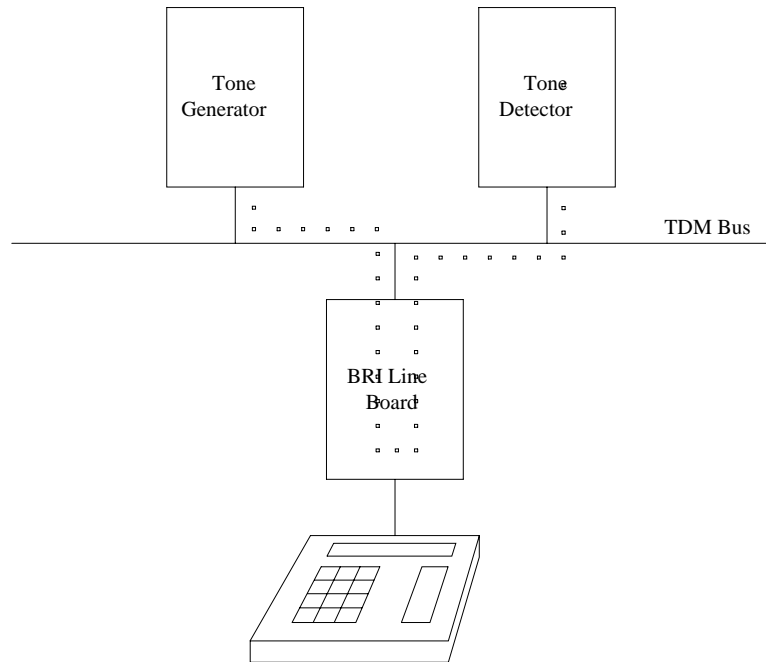 Tone
Generator
Tone
Detector
TDM Bus
BRI Line
Board